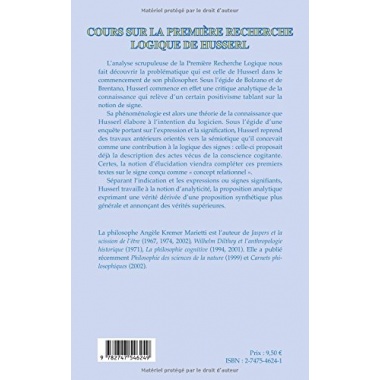 Matériel protégé par le droit d'auteur
COURS SUR LA PREMIÈRE RECHERCHE
LOGIQUE DE HUSSERL
L'analyse scrupuleuse de la Première Recherche Logique nous
fait découvrir la problématique qui est celle de Husserl dans le
commencement de son philosopher. Sous l'égide de Bolzano et de
Brentano, Husserl commence en effet une critique analytique de la
connaissance qui relève d'un certain positivisme tablant sur la
notion de signe.
Sa phénoménologie est alors une théorie de la connaissance que
Husserl élabore à l'intention du logicien. Sous l'égide d'une
enquête portant sur l'expression et la signification, Husserl reprend
des travaux antérieurs orientés vers la sémiotique qu'il concevait
comme une contribution à la logique des signes : celle-ci proposait
déjà la description des actes vécus de la conscience cogitante.
Certes, la notion d'élucidation viendra compléter ces premiers
textes sur le signe conçu comme « concept relationnel ».
Séparant l'indication et les expressions ou signes signifiants,
Husserl travaille à la notion d'analyticité, la proposition analytique
exprimant une vérité dérivée d'une proposition synthétique plus
générale et annonçant des vérités supérieures.
La philosophe Angèle Kremer Marietti est l'auteur de Jaspers et la
scission de l'être (1967, 1974, 2002), Wilhelm Dilthey et l'anthropologie
historique (1971), La philosophie cognitive (1994, 2001). Elle a publié
récemment Philosophie des sciences de la nature (1999) et Carnets phi-
losophiques (2002).
9 782747 546249
Prix : 9,50 €
ISBN : 2-7475-4624-1
Matériel protégé par le droit d'auteur